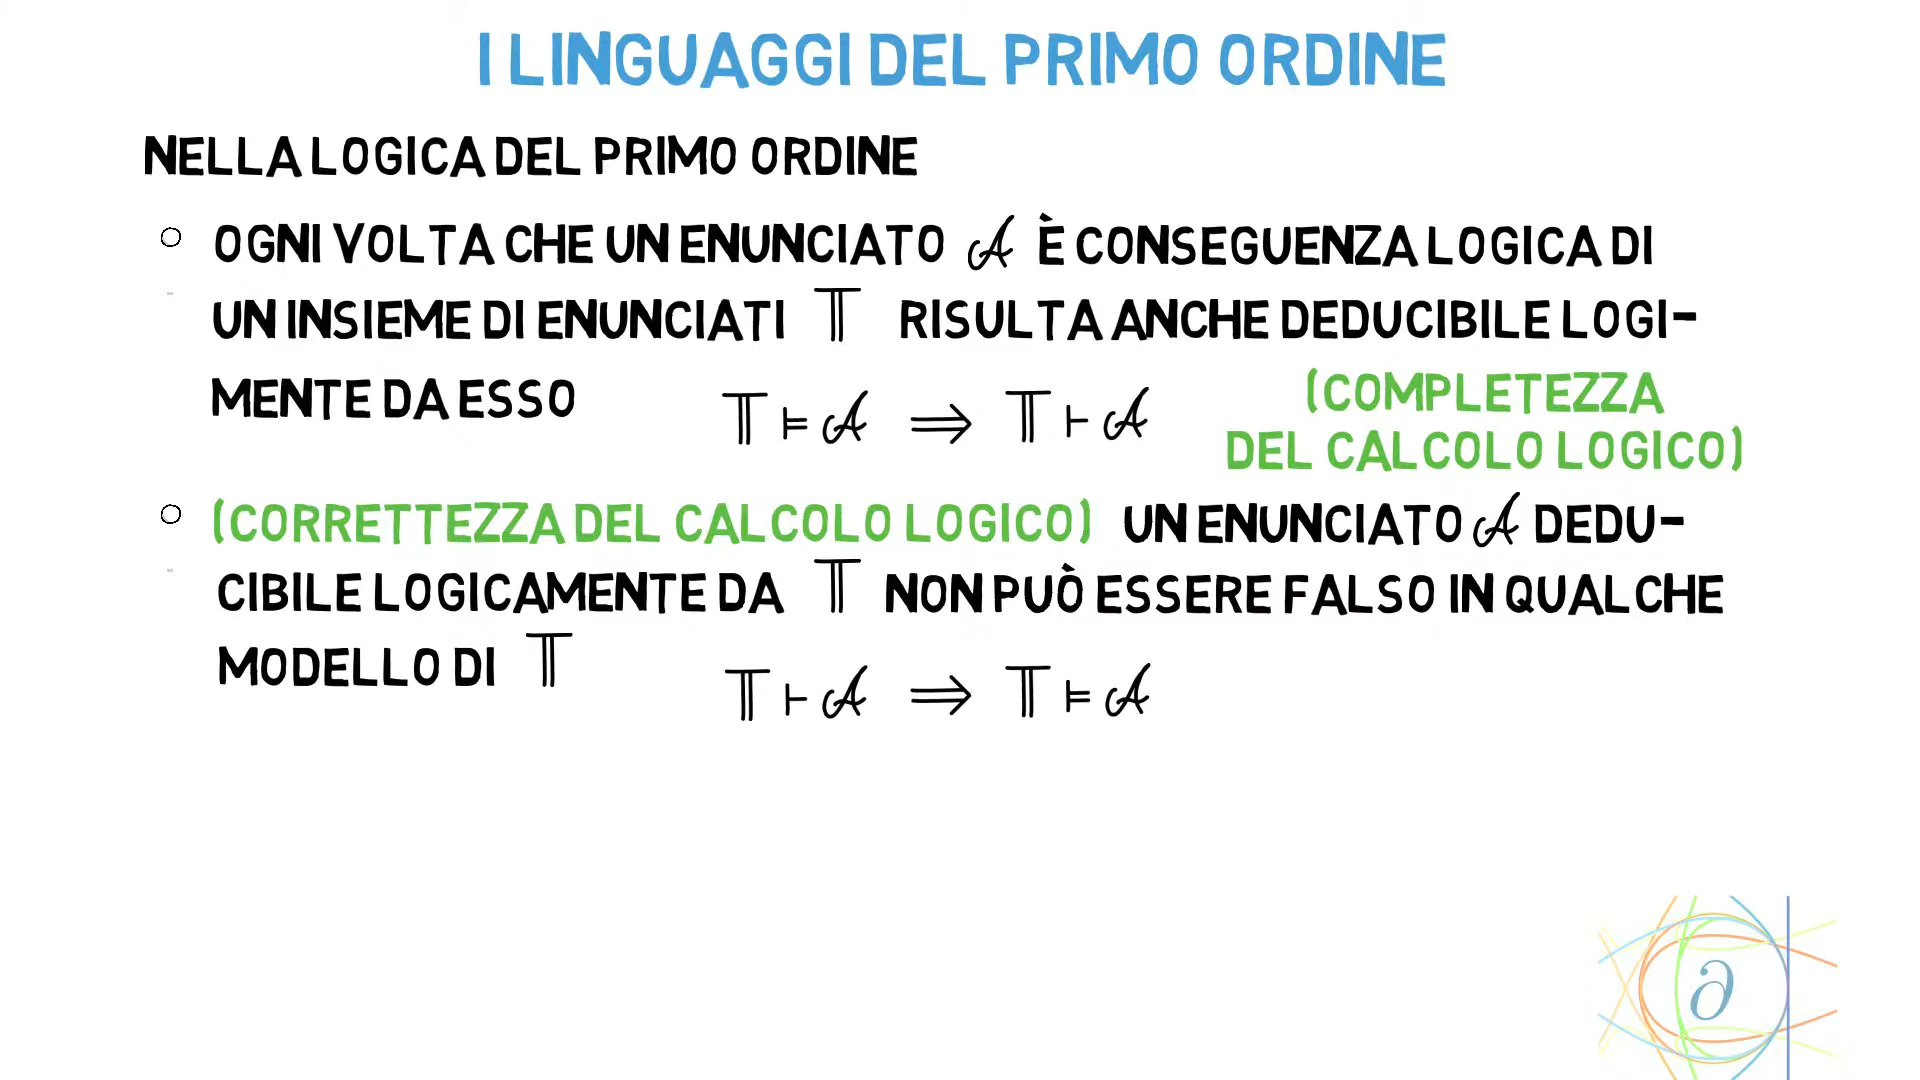 I LINGUAGGI DEL PRIMO ORDINE
NELLA LOGICA DEL PRIMO ORDINE
○ OGNI VOLTA CHE UN ENUNCIATO 𝒜 È CONSEGUENZA LOGICA DI
UN INSIEME DI ENUNCIATI 𝕋 RISULTA ANCHE DEDUCIBILE LOGI-
MENTE DA ESSO 𝕋 ⊨ 𝒜 ⟹ 𝕋 ⊢ 𝒜 (COMPLETEZZA
DEL CALCOLO LOGICO)
○ (CORRETTEZZA DEL CALCOLO LOGICO) UN ENUNCIATO 𝒜 DEDU-
CIBILE LOGICAMENTE DA 𝕋 NON PUÒ ESSERE FALSO IN QUALCHE
MODELLO DI 𝕋 𝕋 ⊢ 𝒜 ⟹ 𝕋 ⊨ 𝒜
∂